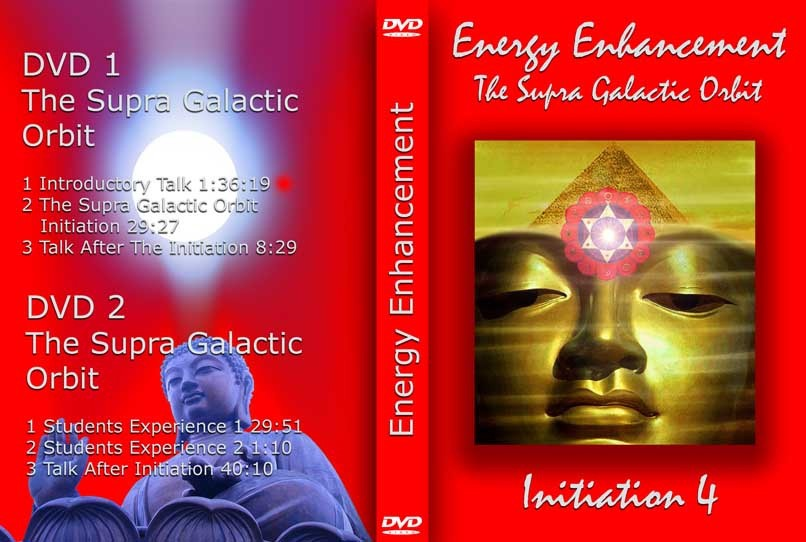 DVD 1
The Supra Galactic
Orbit
1 Introductory Talk 1:36:19
2 The Supra Galactic Orbit
Initiation 29:27
3 Talk After The Initiation 8:29
DVD 2
The Supra Galactic
Orbit
1 Students Experience 1 29:51
2 Students Experience 2 1:10
3 Talk After Initiation 40:10
DVD
Energy Enhancement
DVD
Energy Enhancement
The Supra Galactic Orbit
Initiation 4